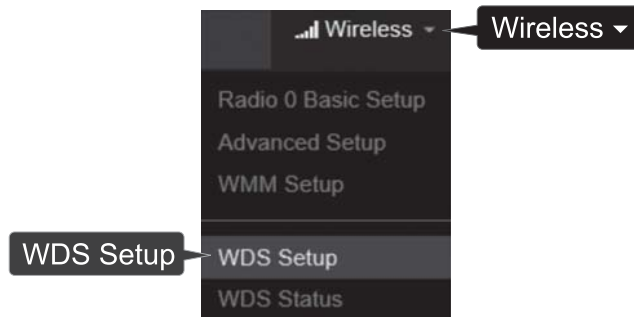 Wireless
Wireless
Radio 0 Basic Setup
Advanced Setup
WMM Setup
WDS Setup
WDS Setup
WDS Status